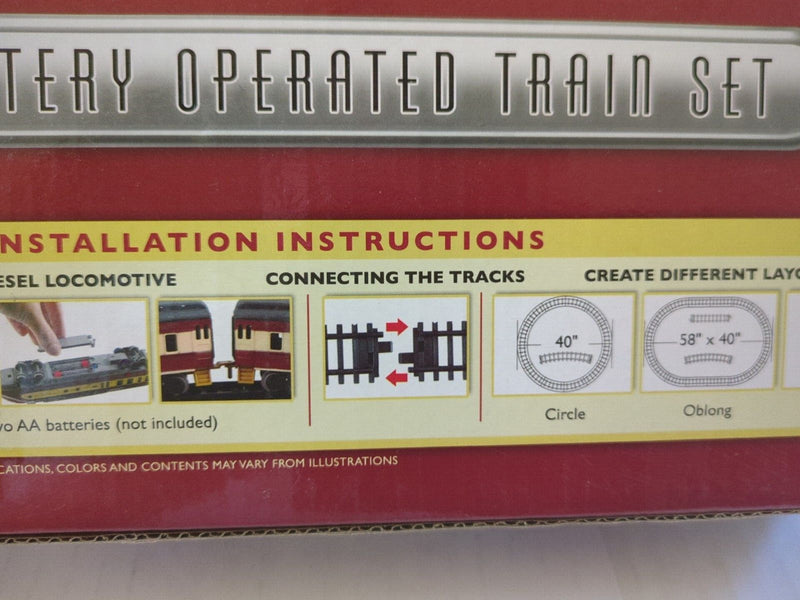 TERY OPERATED TRAIN SET
NSTALLATION INSTRUCTIONS
ESEL LOCOMOTIVE
CONNECTING THE TRACKS
CREATE DIFFERENT LAYO
40"
58" x 40"
wo AA batteries (not included)
Circle
Oblong
CATIONS, COLORS AND CONTENTS MAY VARY FROM ILLUSTRATIONS